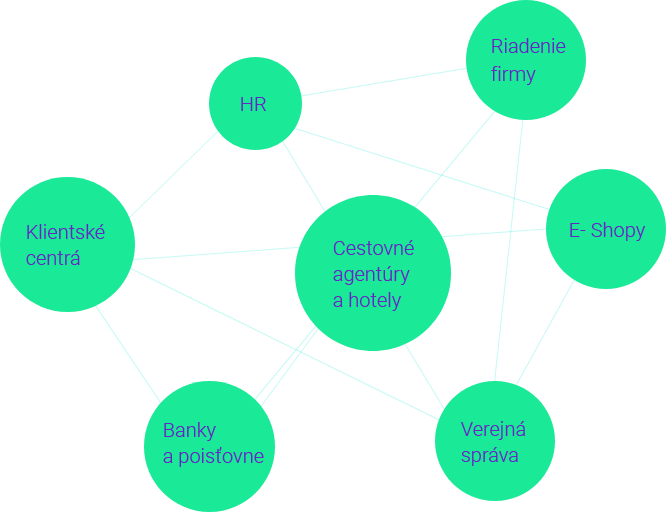 Riadenie
firmy
HR
Klientské
centrá
E- Shopy
Cestovné
agentúry
a hotely
Banky
a poisťovne
Verejná
správa